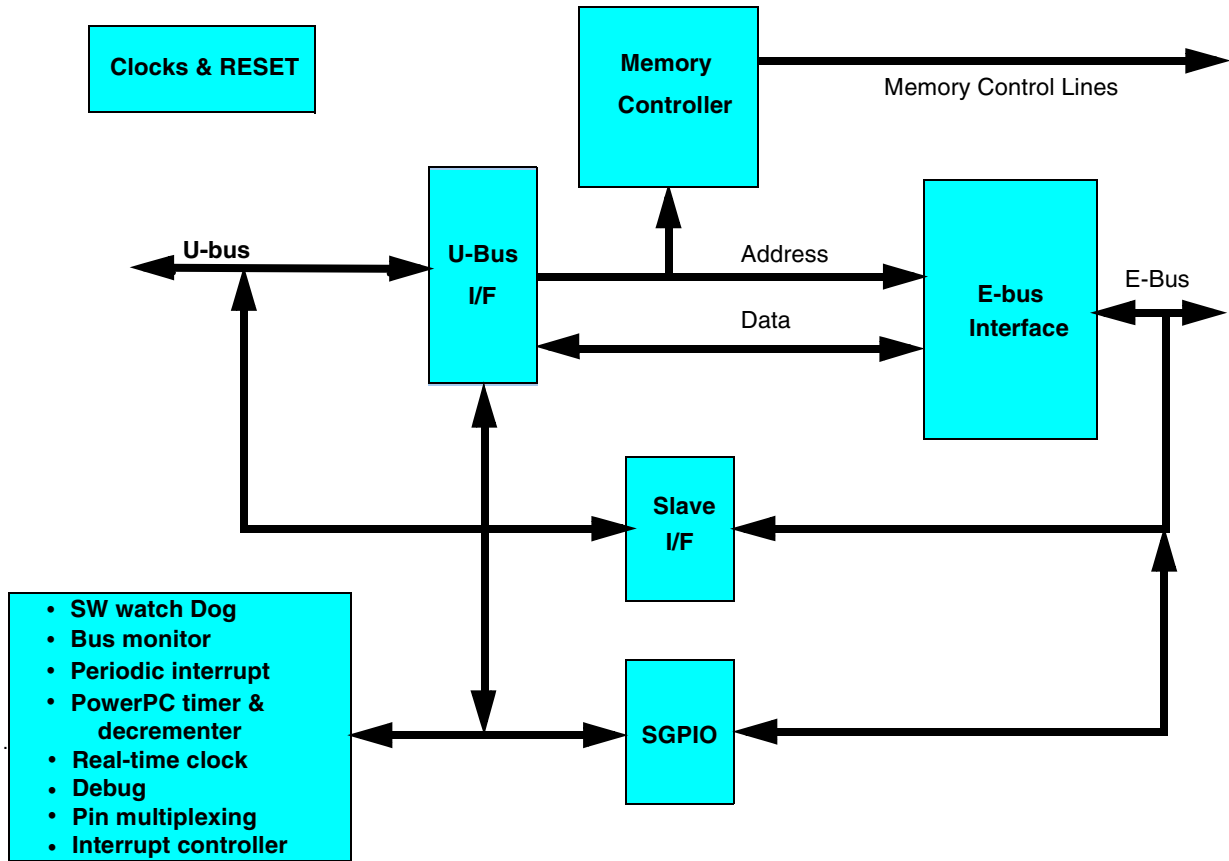 Clocks & RESET
Memory
Controller
Memory Control Lines
U-bus
U-Bus
I/F
Address
Data
E-bus
Interface
E-Bus
Slave
I/F
• SW watch Dog
• Bus monitor
• Periodic interrupt
• PowerPC timer &
decrementer
• Real-time clock
• Debug
• Pin multiplexing
• Interrupt controller
SGPIO
.